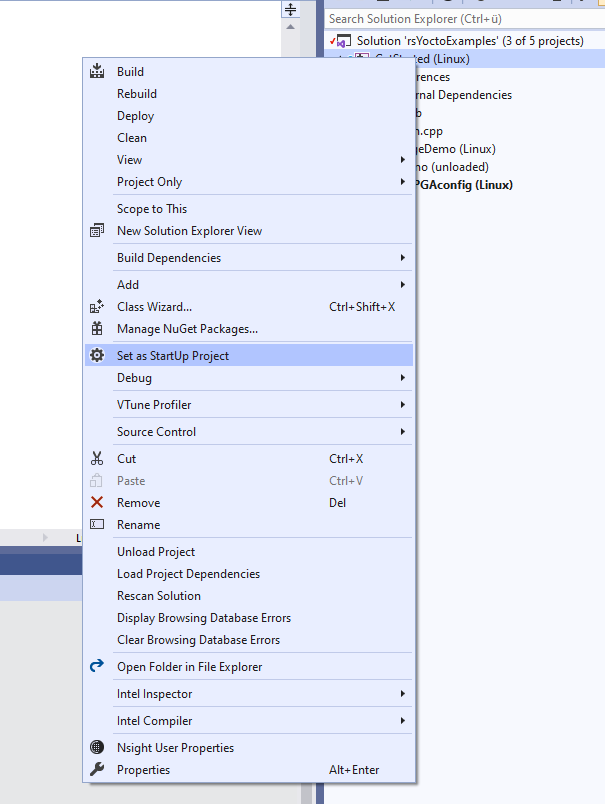 Search Solution Explorer (Ctrl+ü)
Solution 'rsYoctoExamples' (3 of 5 projects)
(Linux)
Build
Rebuild
Deploy
Clean
View
Project Only
Scope to This
New Solution Explorer View
Build Dependencies
Add
Class Wizard... Ctrl+Shift+X
Manage NuGet Packages...
Set as StartUp Project
Debug
VTune Profiler
Source Control
Cut Ctrl+X
Paste Ctrl+V
Remove Del
Rename
Unload Project
Load Project Dependencies
Rescan Solution
Display Browsing Database Errors
Clear Browsing Database Errors
Open Folder in File Explorer
Intel Inspector
Intel Compiler
Nsight User Properties
Properties Alt+Enter
rences
rnal Dependencies
b
n.cpp
geDemo (Linux)
no (unloaded)
PGAconfig (Linux)
L